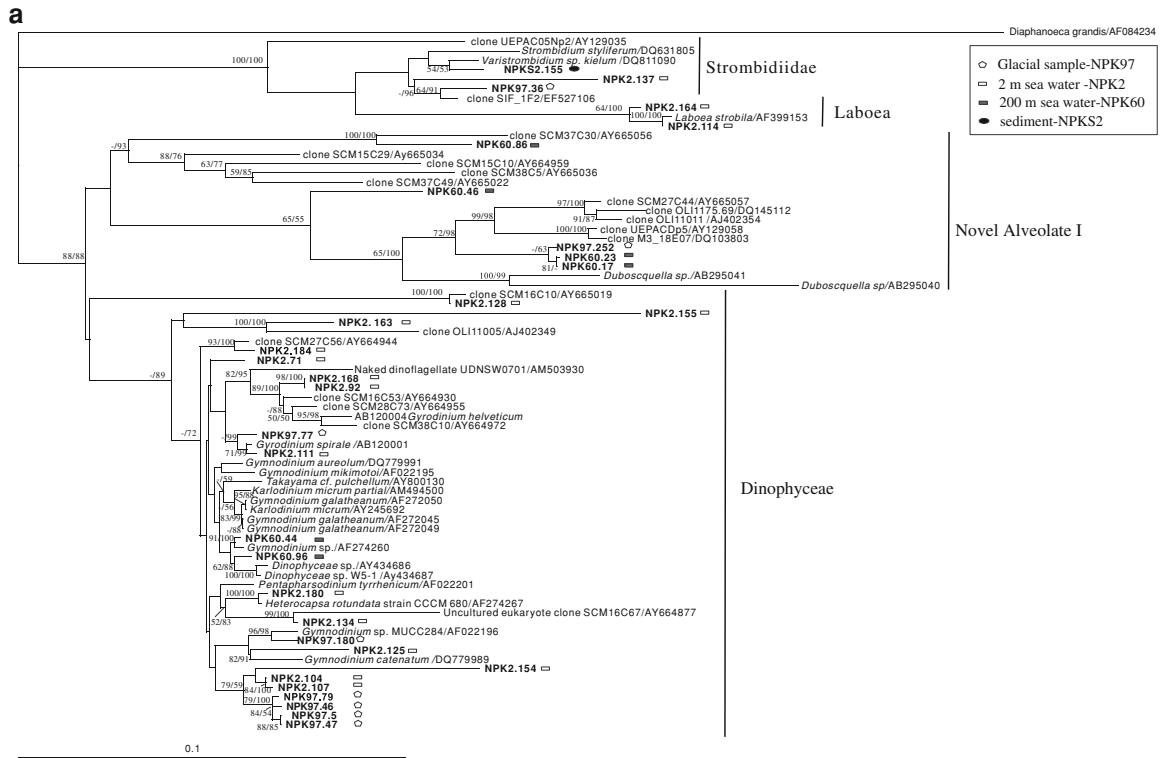 a
Diaphanoeca grandis/AF084234
clone UEPAC05Np2/AY129035
100/100
Strombidium styliferum/DQ631805
Varistrombidium sp. kielum /DQ811090
54/53
NPKS2.155
Strombidiidae
NPK2.137
-/96
64/91
NPK97.36
clone SIF_1F2/EF527106
64/100
NPK2.164
100/100
Laboea strobila/AF399153
NPK2.114
Laboea
Glacial sample-NPK97
2 m sea water -NPK2
200 m sea water-NPK60
sediment-NPKS2
100/100
clone SCM37C30/AY665056
NPK60.86
-/93
88/76
clone SCM15C29/Ay665034
63/77
clone SCM15C10/AY664959
59/85
clone SCM38C5/AY665036
clone SCM37C49/AY665022
NPK60.46
65/55
97/100
clone SCM27C44/AY665057
clone OLI1175.69/DQ145112
91/87
clone OLI11011 /AJ402354
99/98
100/100
clone UEPACDp5/AY129058
clone M3_18E07/DQ103803
72/98
-/63
NPK97.252
NPK60.23
81/-
NPK60.17
65/100
100/99
Duboscquella sp./AB295041
Duboscquella sp/AB295040
Novel Alveolate I
88/88
100/100
clone SCM16C10/AY665019
NPK2.128
NPK2.155
100/100
NPK2. 163
clone OLI11005/AJ402349
-/89
93/100
clone SCM27C56/AY664944
NPK2.184
NPK2.71
82/95
Naked dinoflagellate UDNSW0701/AM503930
98/100
NPK2.168
89/100
NPK2.92
clone SCM16C53/AY664930
-/88
clone SCM28C73/AY664955
50/50
95/98
AB120004Gyrodinium helveticum
clone SCM38C10/AY664972
-/72
-/99
NPK97.77
Gyrodinium spirale /AB120001
71/99
NPK2.111
Gymnodinium aureolum/DQ779991
Gymnodinium mikimotoi/AF022195
-/59
Takayama cf. pulchellum/AY800130
Karlodinium micrum partial/AM494500
95/88
Gymnodinium galatheanum/AF272050
-/56
Karlodinium micrum/AY245692
83/99
Gymnodinium galatheanum/AF272045
-/88
Gymnodinium galatheanum/AF272049
91/100
NPK60.44
Gymnodinium sp./AF274260
NPK60.96
62/88
Dinophyceae sp./AY434686
100/100
Dinophyceae sp. W5-1 /Ay434687
Pentapharsodinium tyrrhenicum/AF022201
100/100
NPK2.180
Heterocapsa rotundata strain CCCM 680/AF274267
99/100
Uncultured eukaryote clone SCM16C67/AY664877
52/83
NPK2.134
96/98
Gymnodinium sp. MUCC284/AF022196
NPK97.180
NPK2.125
82/91
Gymnodinium catenatum /DQ779989
NPK2.154
79/59
NPK2.104
84/100
NPK2.107
79/100
NPK97.79
NPK97.46
84/54
NPK97.5
88/85
NPK97.47
Dinophyceae
0.1